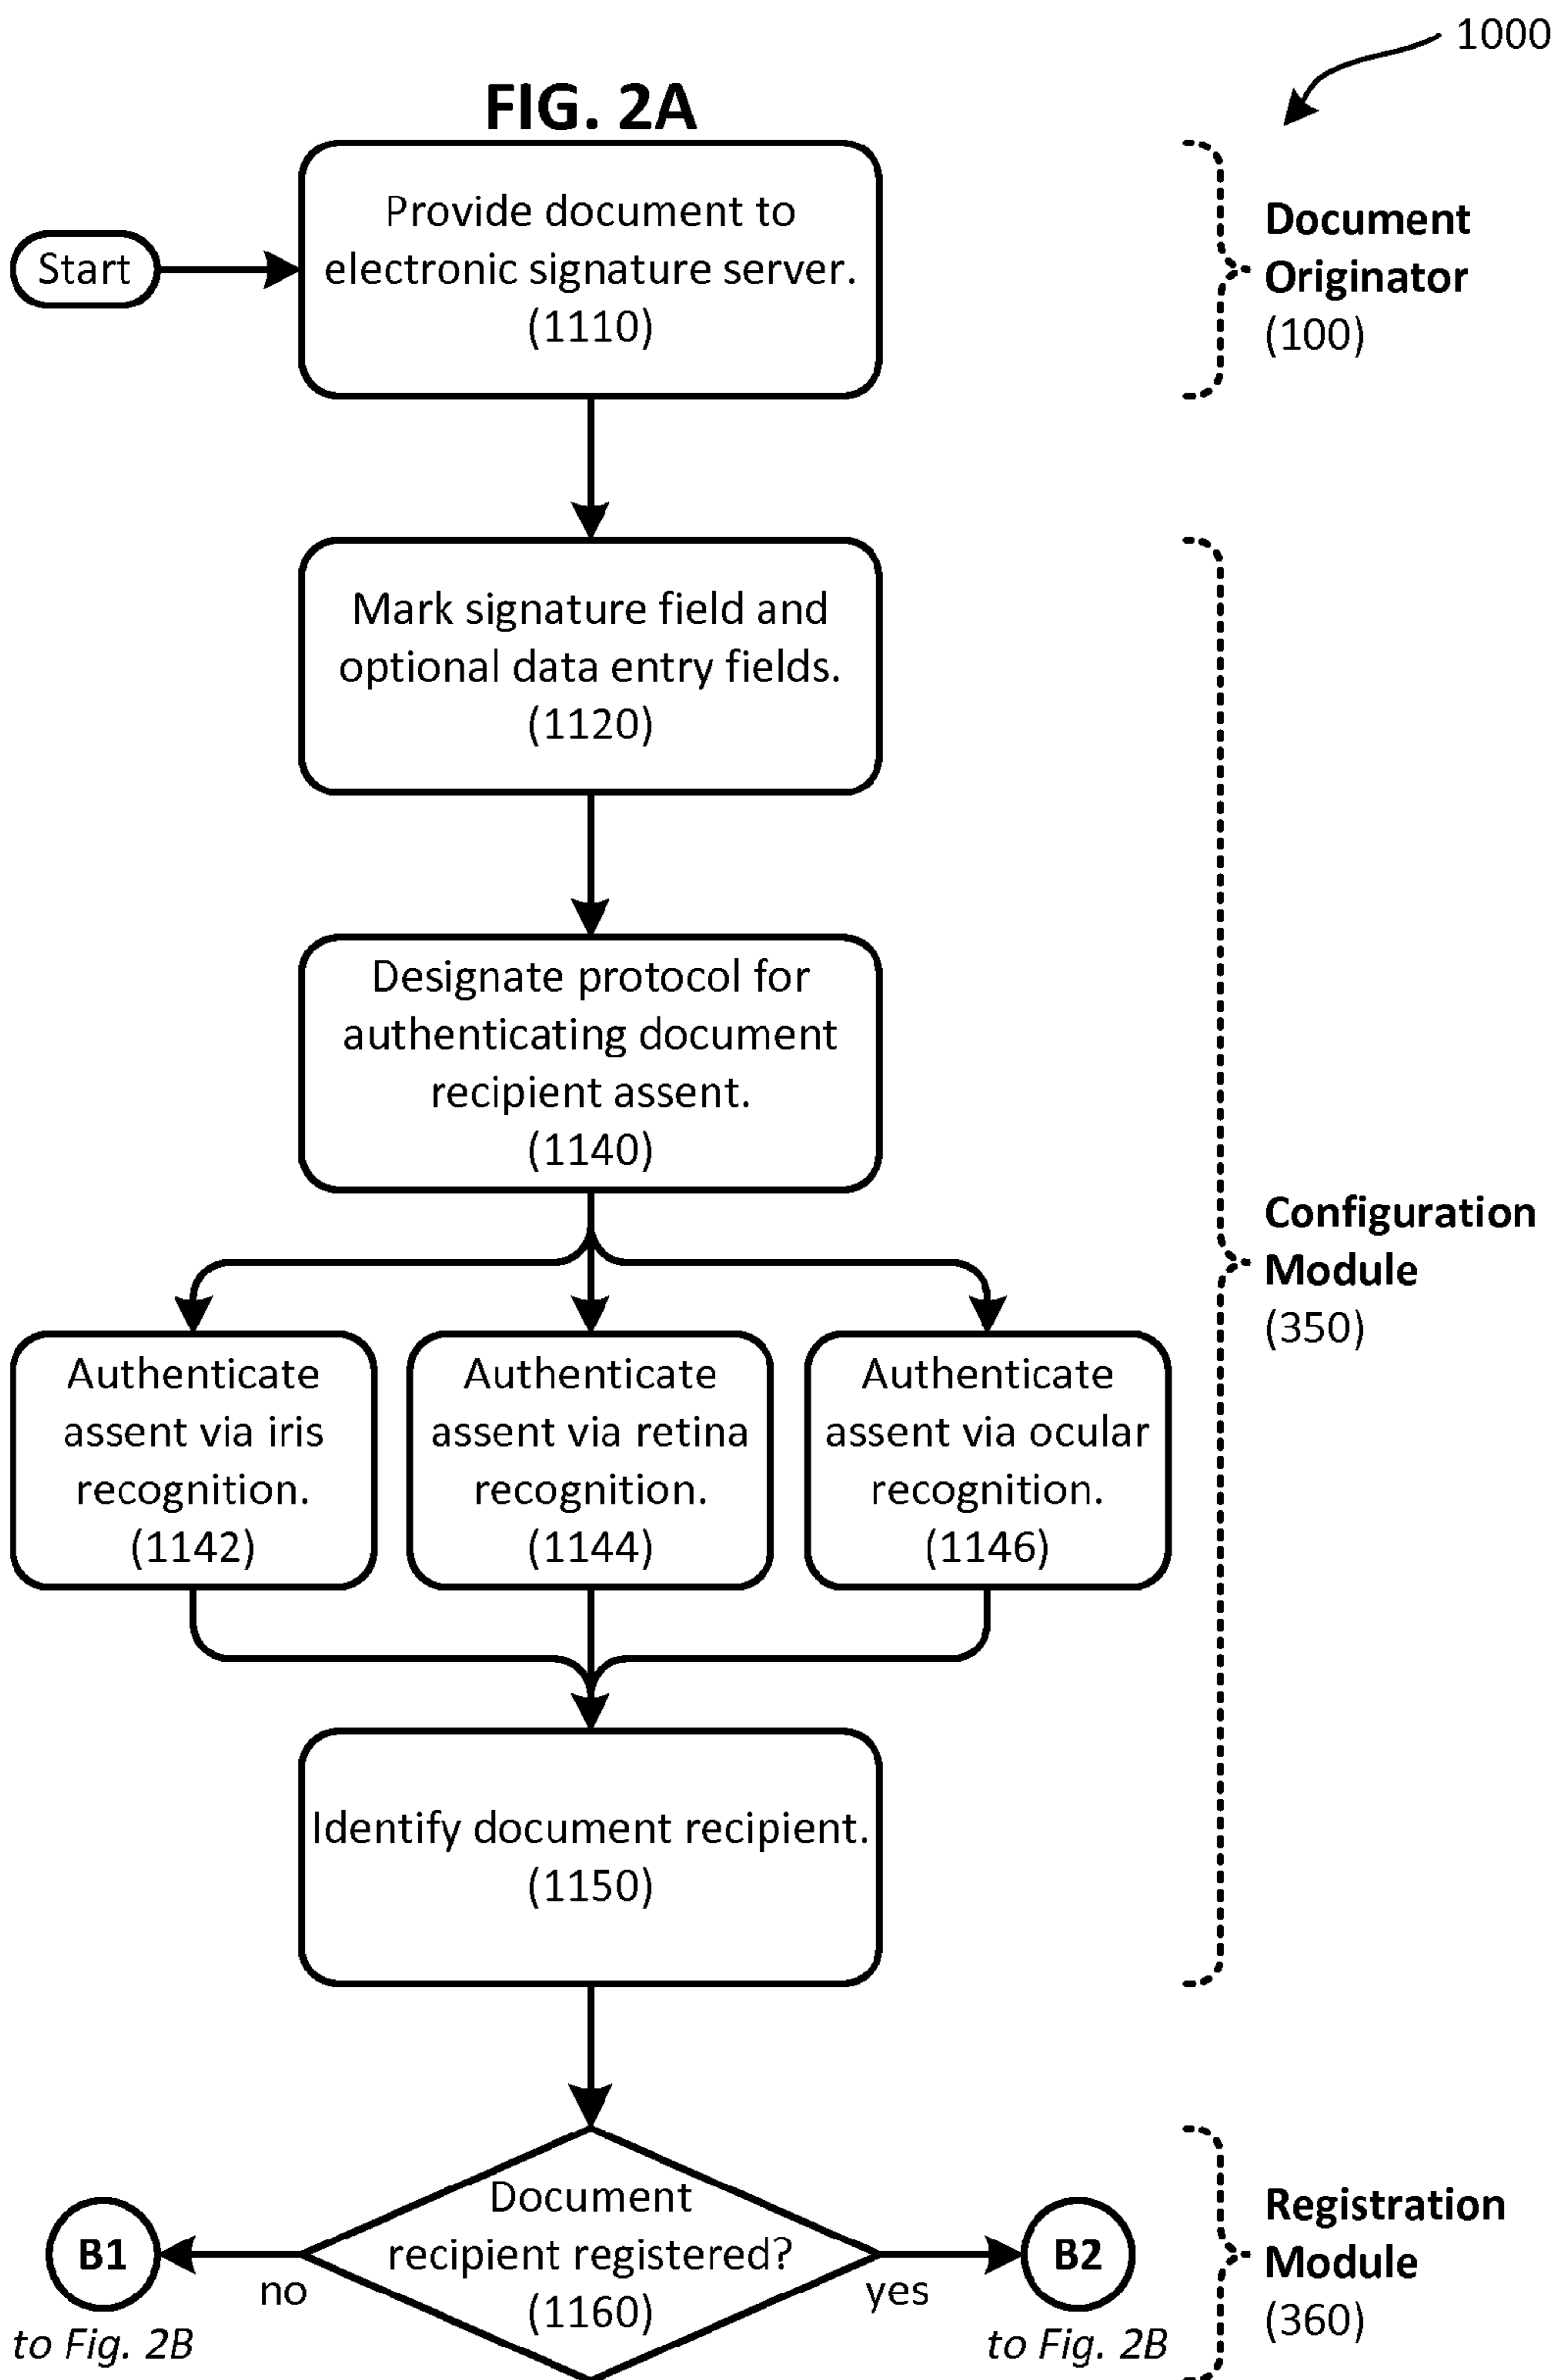 1000
FIG. 2A
Start
Provide document to
electronic signature server.
(1110)
Document
Originator
(100)
Mark signature field and
optional data entry fields.
(1120)
Designate protocol for
authenticating document
recipient assent.
(1140)
Configuration
Module
(350)
Authenticate
assent via iris
recognition.
(1142)
Authenticate
assent via retina
recognition.
(1144)
Authenticate
assent via ocular
recognition.
(1146)
Identify document recipient.
(1150)
Document
recipient registered?
(1160)
B1
no
to Fig. 2B
yes
B2
to Fig. 2B
Registration
Module
(360)